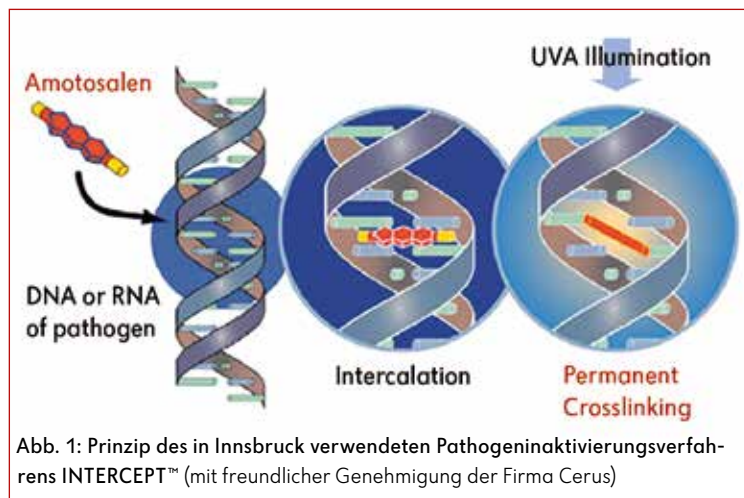 UVA Illumination
Amotosalen
DNA or RNA
of pathogen
Intercalation
Permanent
Crosslinking
Abb. 1: Prinzip des in Innsbruck verwendeten Pathogeninaktivierungsverfah-
rens INTERCEPT™ (mit freundlicher Genehmigung der Firma Cerus)